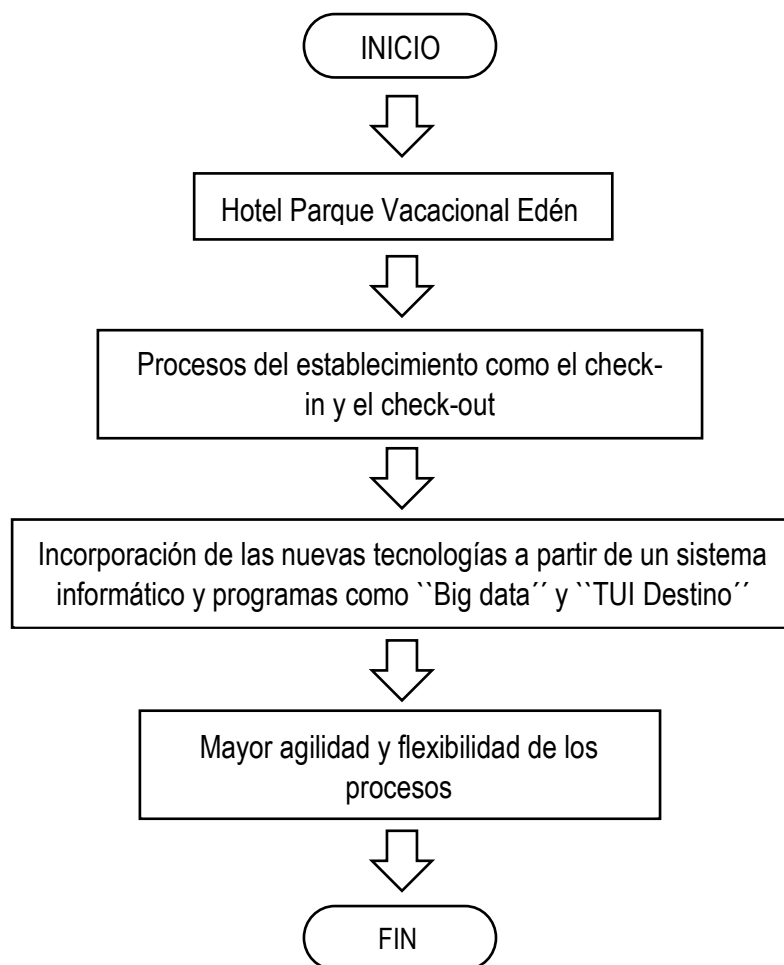 INICIO
Hotel Parque Vacacional Edén
Procesos del establecimiento como el check-
in y el check-out
Incorporación de las nuevas tecnologías a partir de un sistema
informático y programas como ``Big data´´ y ``TUI Destino´´
Mayor agilidad y flexibilidad de los
procesos
FIN